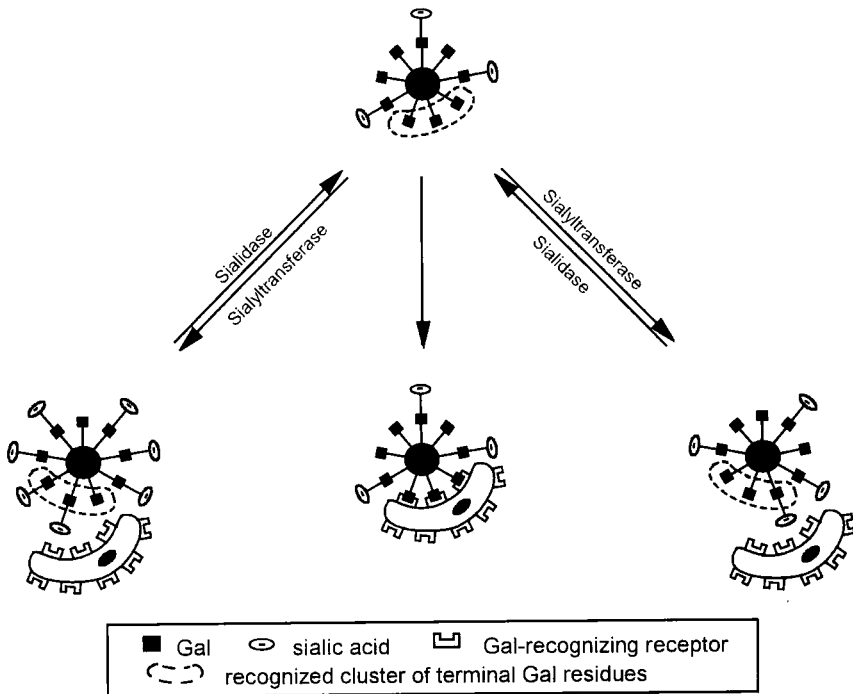 Sialidase
Sialyltransferase
Sialyltransferase
Sialidase
Gal
sialic acid
Gal-recognizing receptor
recognized cluster of terminal Gal residues